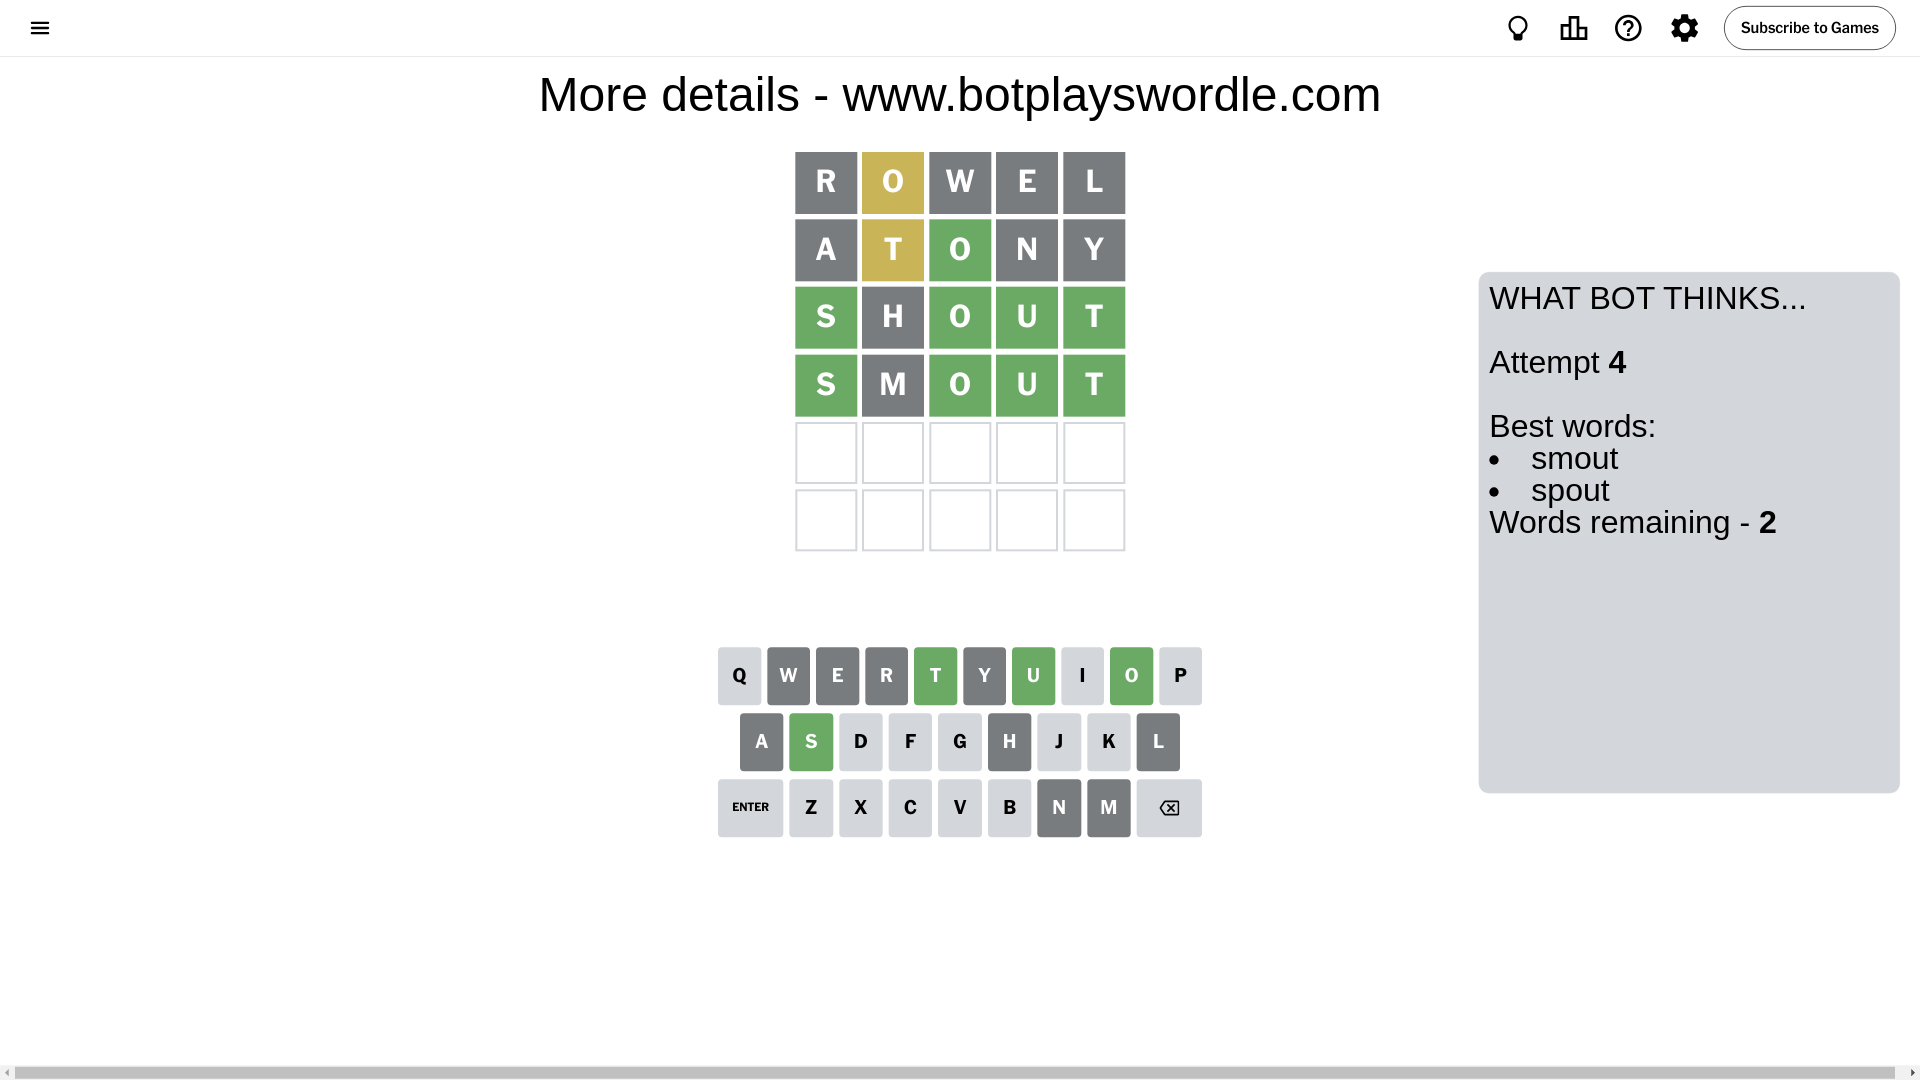 Subscribe to Games
More details - www.botplayswordle.com
R O W E L
A T O N Y
S H O U T
S M O U T
WHAT BOT THINKS...
Attempt 4
Best words:
• smout
• spout
Words remaining - 2
Q W E R T Y U I O P
A S D F G H J K L
ENTER Z X C V B N M